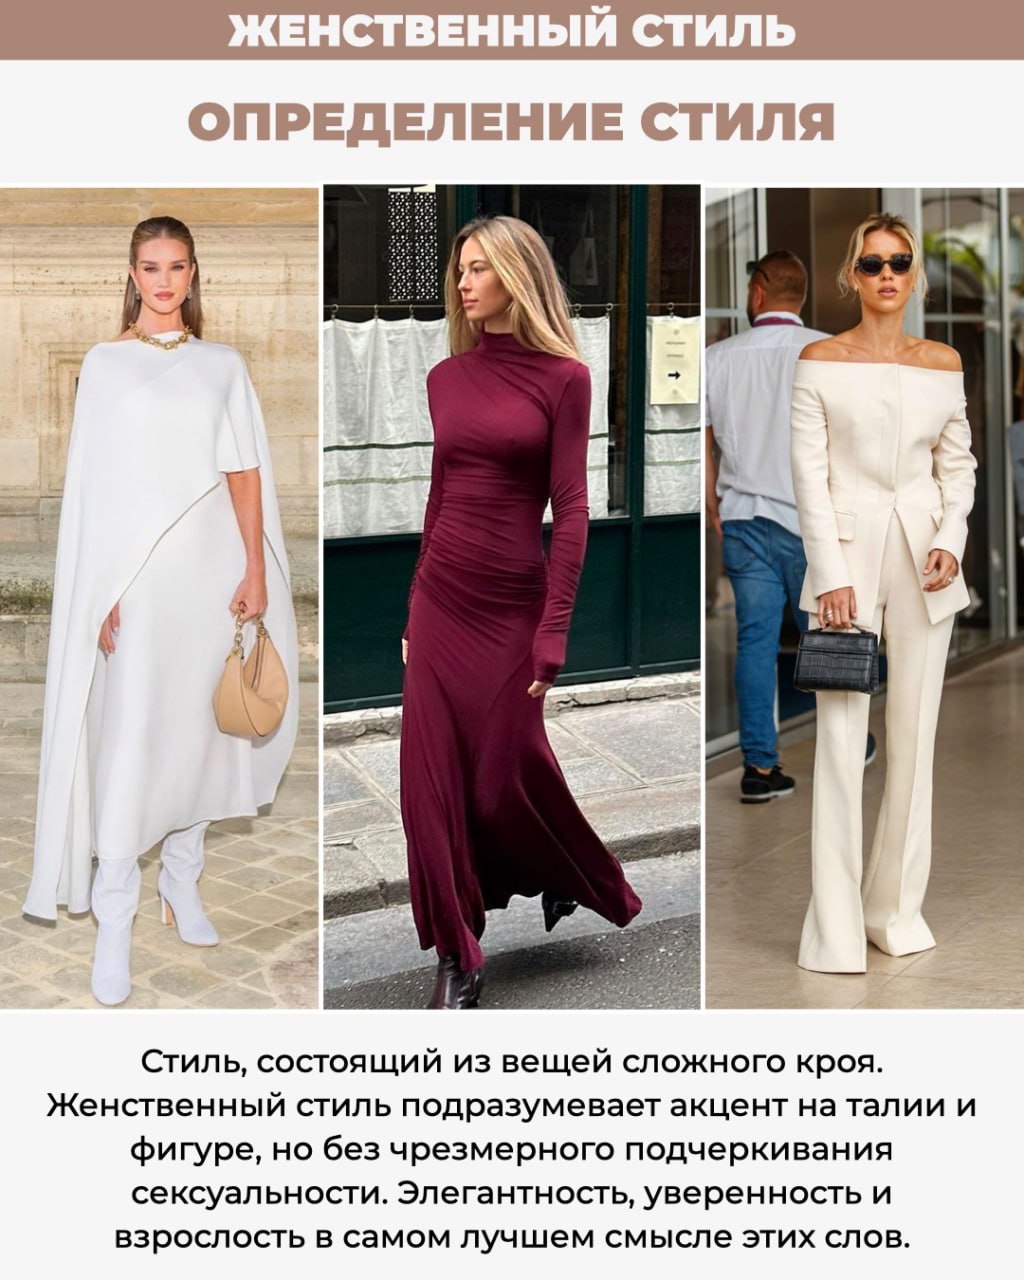 ЖЕНСТВЕННЫЙ СТИЛЬ
ОПРЕДЕЛЕНИЕ СТИЛЯ
Стиль, состоящий из вещей сложного кроя.
Женственный стиль подразумевает акцент на талии и
фигуре, но без чрезмерного подчеркивания
сексуальности. Элегантность, уверенность и
взрослость в самом лучшем смысле этих слов.